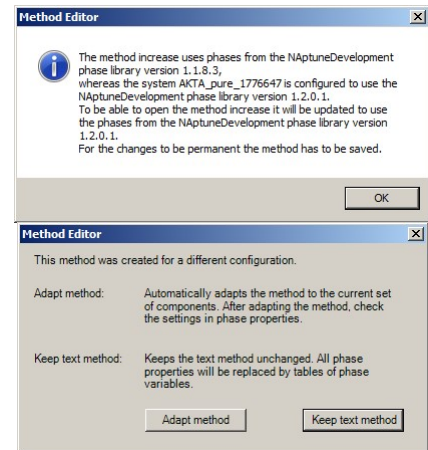 Method Editor
The method increase uses phases from the NAptuneDevelopment
phase library version 1.1.8.3,
whereas the system AKTA_pure_1776647 is configured to use the
NAptuneDevelopment phase library version 1.2.0.1.
To be able to open the method increase it will be updated to use
the phases from the NAptuneDevelopment phase library version
1.2.0.1.
For the changes to be permanent the method has to be saved.
OK
Method Editor
This method was created for a different configuration.
Adapt method: Automatically adapts the method to the current set
of components. After adapting the method, check
the settings in phase properties.
Keep text method: Keeps the text method unchanged. All phase
properties will be replaced by tables of phase
variables.
Adapt method Keep text method